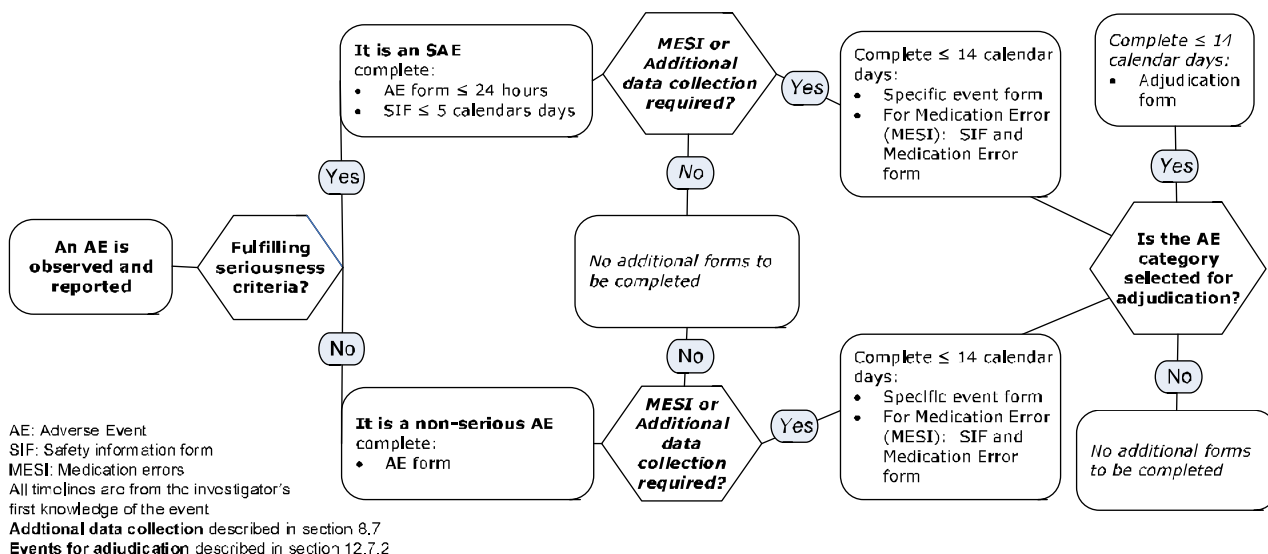 An AE is
observed and
reported
Fulfilling
seriousness
criteria?
Yes
No
It is an SAE
complete:
• AE form ≤ 24 hours
• SIF ≤ 5 calendars days
MESI or
Additional
data collection
required?
Yes
No
Complete ≤ 14 calendar
days:
• Specific event form
• For Medication Error
(MESI): SIF and
Medication Error
form
No additional forms to
be completed
It is a non-serious AE
complete:
• AE form
No
MESI or
Additional
data
collection
required?
Yes
Complete ≤ 14 calendar
days:
• Specific event form
• For Medication Error
(MESI): SIF and
Medication Error
form
Complete ≤ 14
calendar days:
• Adjudication
form
Yes
Is the AE
category
selected for
adjudication?
No
No additional forms
to be completed
AE: Adverse Event
SIF: Safety information form
MESI: Medication errors
All timelines are from the investigator's
first knowledge of the event
Addtional data collection described in section 8.7
Events for adjudication described in section 12.7.2